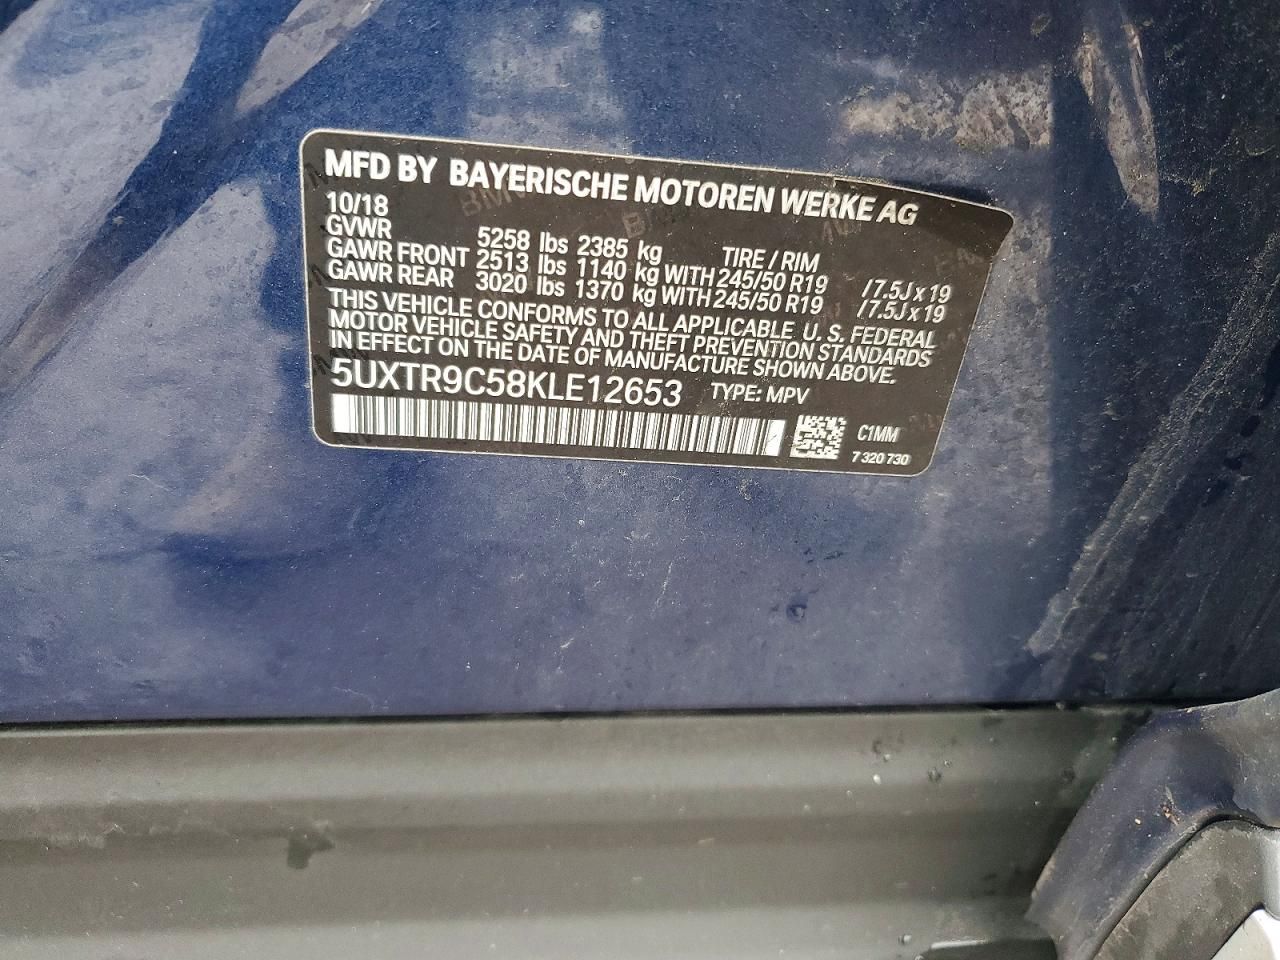 MFD BY BAYERISCHE MOTOREN WERKE AG
10/18
GVWR 5258 lbs 2385 kg TIRE / RIM
GAWR FRONT 2513 lbs 1140 kg WITH 245/50 R19 /7.5J x 19
GAWR REAR 3020 lbs 1370 kg WITH 245/50 R19 /7.5J x 19
THIS VEHICLE CONFORMS TO ALL APPLICABLE U. S. FEDERAL
MOTOR VEHICLE SAFETY AND THEFT PREVENTION STANDARDS
IN EFFECT ON THE DATE OF MANUFACTURE SHOWN ABOVE.
5UXTR9C58KLE12653 TYPE: MPV
C1MM
7 320 730